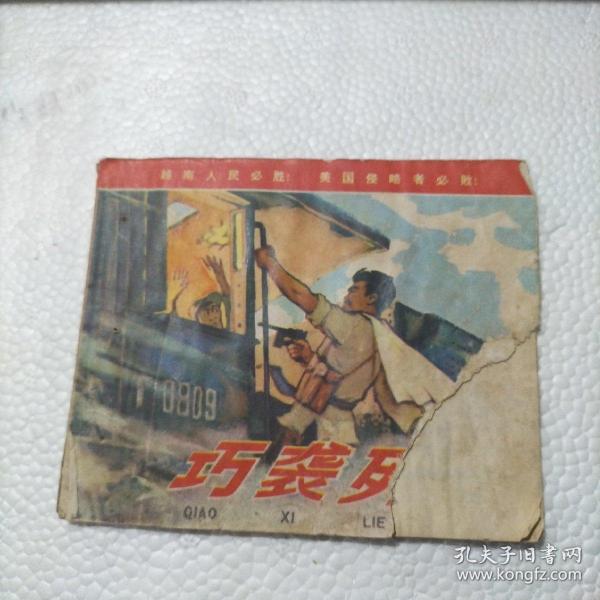 越南人民必胜！ 美国侵略者必败！
0809
巧袭列
QIAO XI LIE
孔夫子旧書网
www.kongfz.com